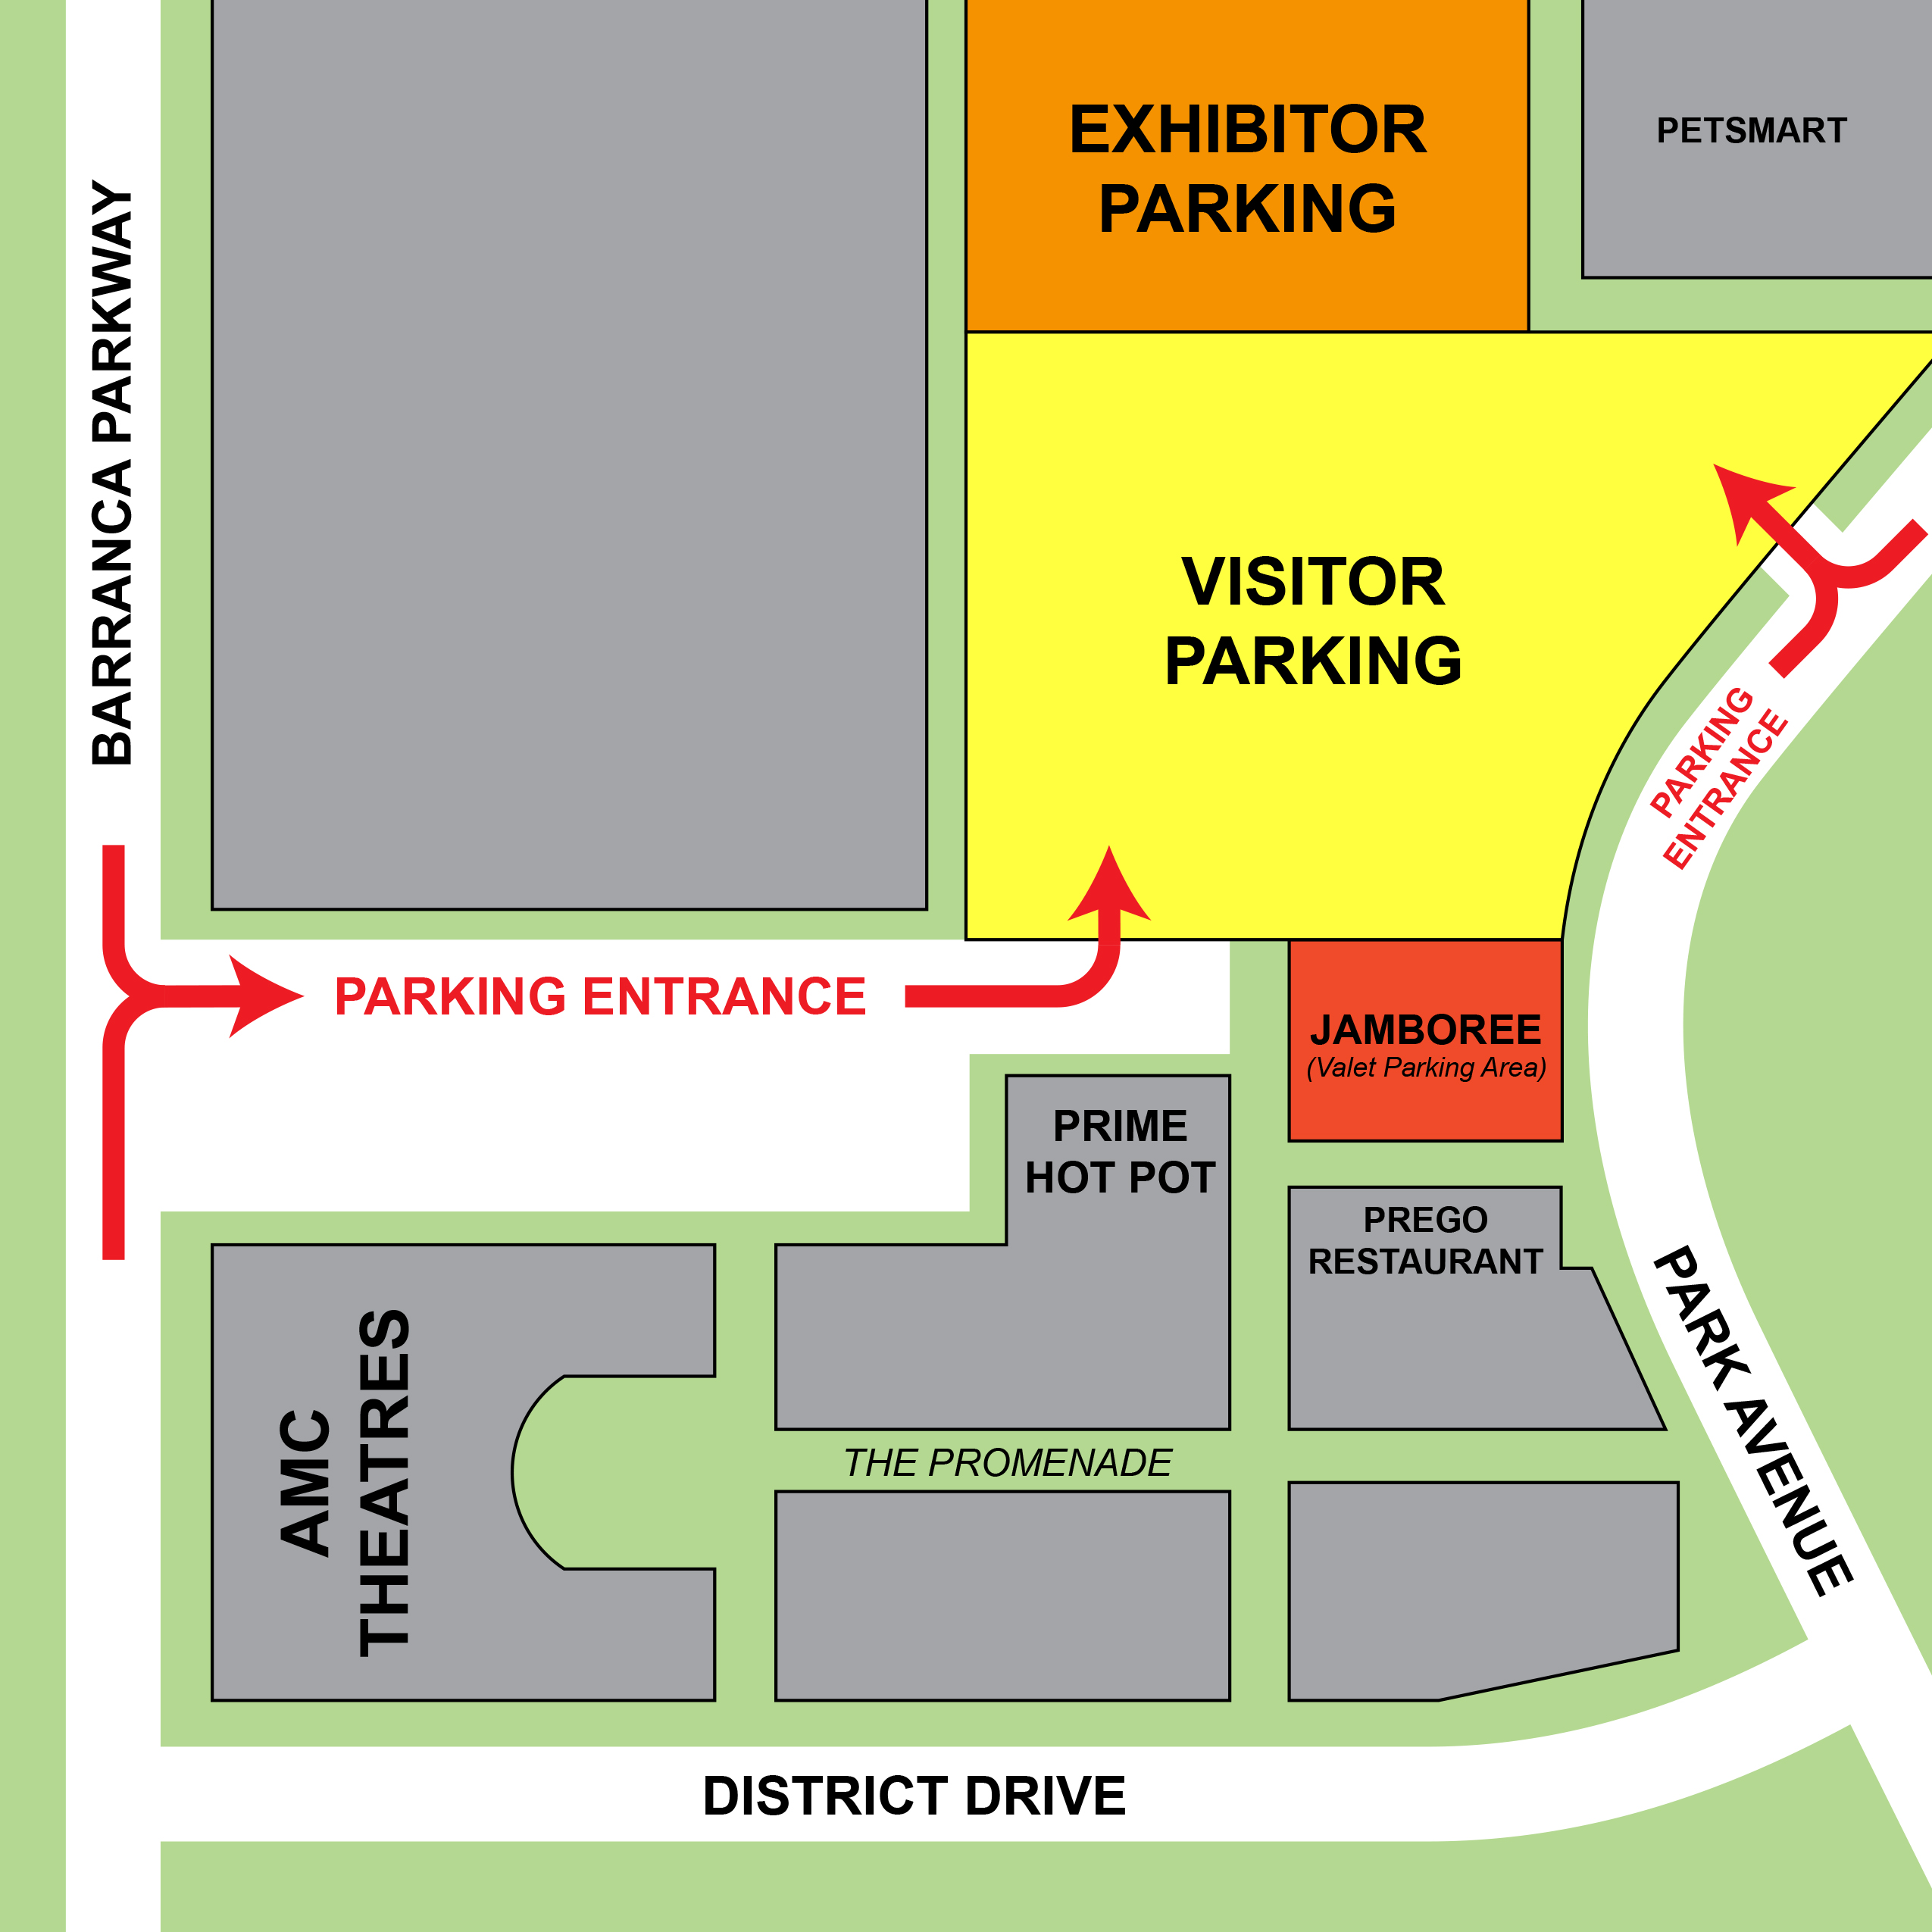 EXHIBITOR
PARKING
PETSMART
BARRANCA PARKWAY
VISITOR
PARKING
PARKING
ENTRANCE
PARKING ENTRANCE
JAMBOREE
(Valet Parking Area)
PRIME
HOT POT
PREGO
RESTAURANT
PARK AVENUE
AMC
THEATRES
THE PROMENADE
DISTRICT DRIVE